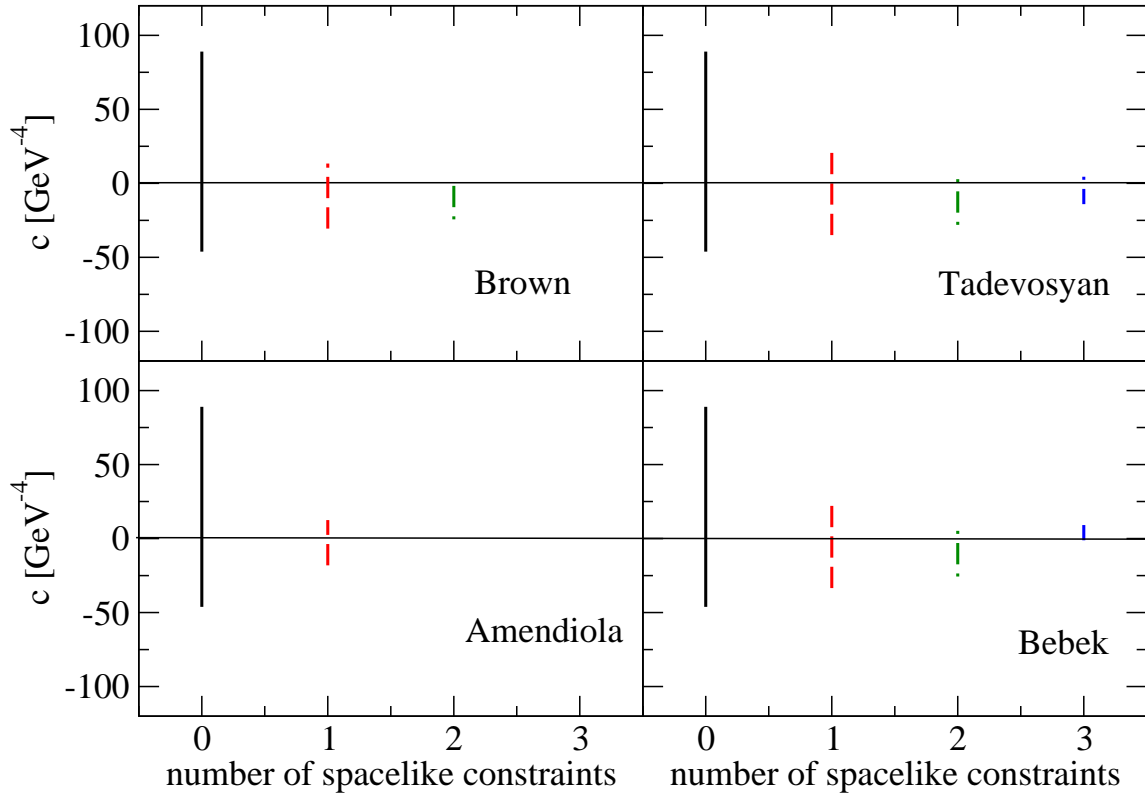 100
50
0
-50
-100
c [GeV-4]
Brown
Tadevosyan
100
50
0
-50
-100
c [GeV-4]
Amendiola
Bebek
0 1 2 3 0 1 2 3
number of spacelike constraints number of spacelike constraints